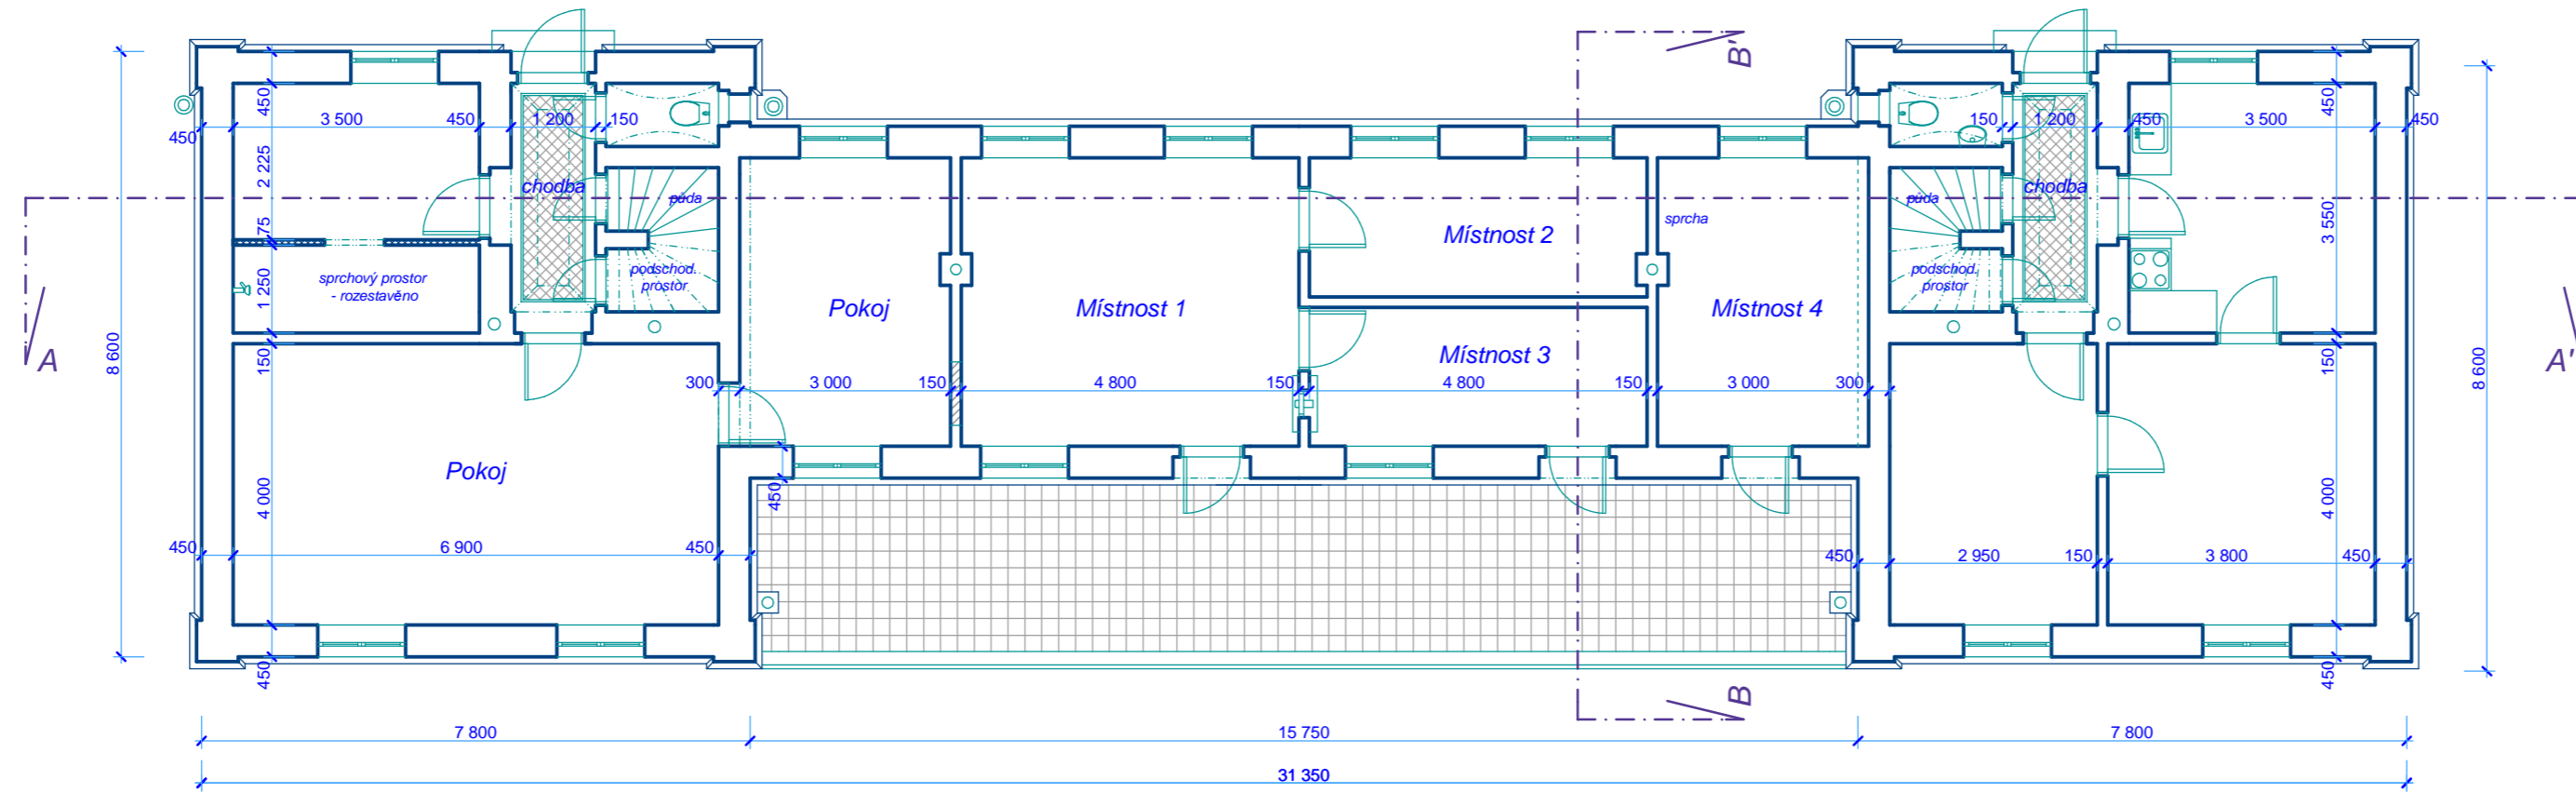 B'
450
3 500
450
1 200
150
450
2 225
75
1 250
150
4 000
450
8 600
chodba
půda
podschod.
prostor
sprchový prostor
- rozestavěno
Pokoj
450
6 900
450
Pokoj
300
3 000
150
450
Místnost 1
4 800
150
Místnost 2
Místnost 3
4 800
150
sprcha
Místnost 4
3 000
300
150
1 200
450
3 500
450
450
3 550
150
4 000
450
8 600
půda
chodba
podschod.
prostor
450
2 950
150
3 800
450
A
A'
B
7 800
15 750
7 800
31 350